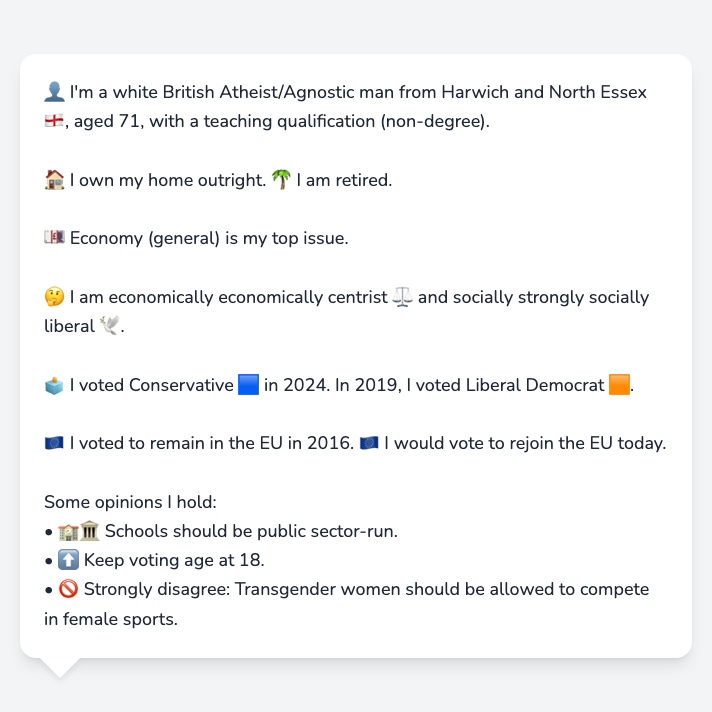 👤 I'm a white British Atheist/Agnostic man from Harwich and North Essex
🏴󠁧󠁢󠁥󠁮󠁧󠁿, aged 71, with a teaching qualification (non-degree).
🏠 I own my home outright. 🌴 I am retired.
💷 Economy (general) is my top issue.
🤔 I am economically economically centrist ⚖️ and socially strongly socially
liberal 🕊️.
🗳️ I voted Conservative 🟦 in 2024. In 2019, I voted Liberal Democrat 🟧.
🇪🇺 I voted to remain in the EU in 2016. 🇪🇺 I would vote to rejoin the EU today.
Some opinions I hold:
• 🏫🏛️ Schools should be public sector-run.
• ⬆️ Keep voting age at 18.
• 🚫 Strongly disagree: Transgender women should be allowed to compete
in female sports.